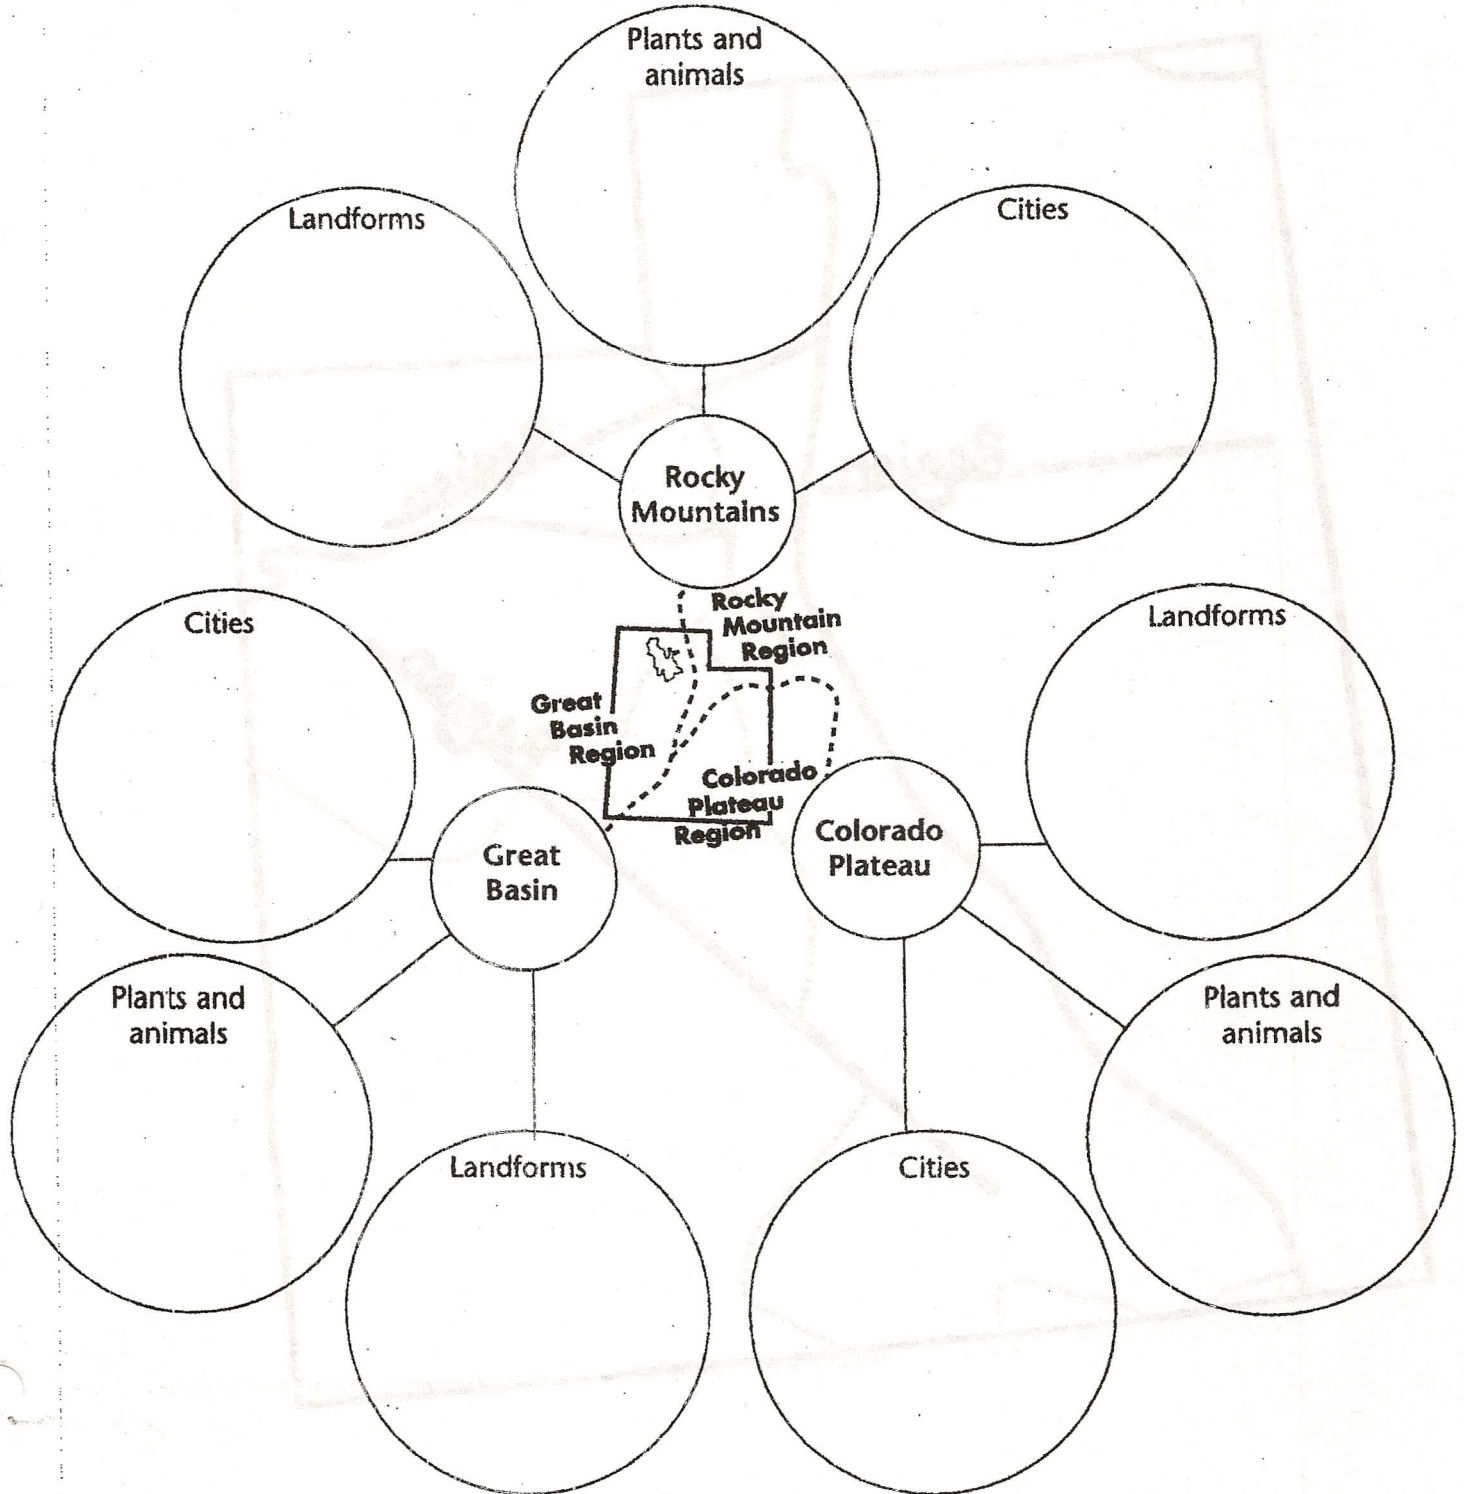 Plants and
animals
Landforms
Cities
Rocky
Mountains
Rocky
Mountain
Region
Cities
Landforms
Great
Basin
Region
Colorado
Plateau
Region
Great
Basin
Colorado
Plateau
Plants and
animals
Plants and
animals
Landforms
Cities